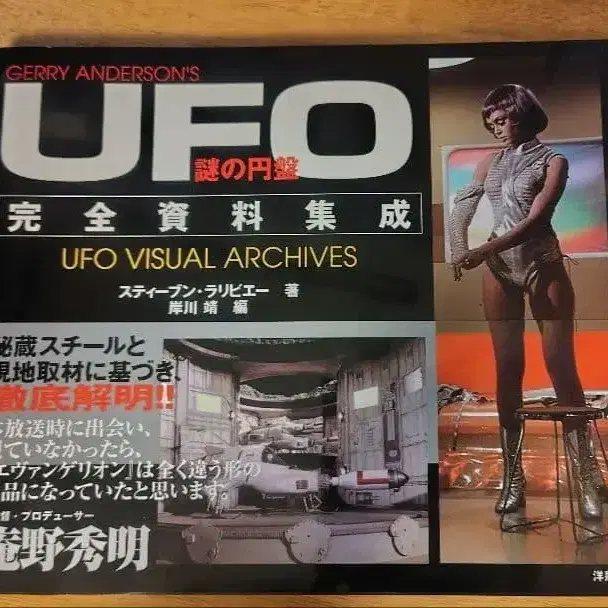 GERRY ANDERSON'S
UFO
謎の円盤
完全資料集成
UFO VISUAL ARCHIVES
スティーブン・ラリビエー 著
岸川 靖 編
秘蔵スチールと
現地取材に基づき、
徹底解明!!
放送時に出会い、
ていなかったら、
エヴァンゲリオン』は全く違う形の
品になっていたと思います。
督・プロデューサー
庵野秀明
洋